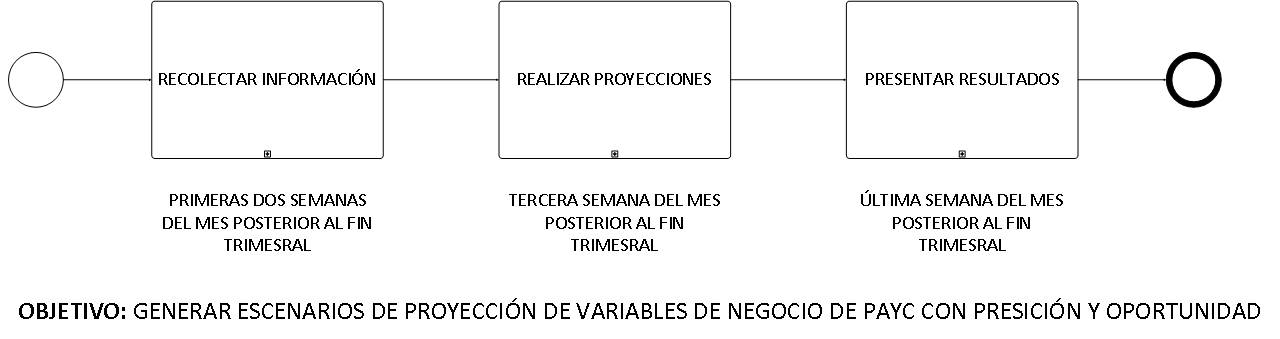 RECOLECTAR INFORMACIÓN
REALIZAR PROYECCIONES
PRESENTAR RESULTADOS
PRIMERAS DOS SEMANAS
DEL MES POSTERIOR AL FIN
TRIMESRAL
TERCERA SEMANA DEL MES
POSTERIOR AL FIN
TRIMESRAL
ÚLTIMA SEMANA DEL MES
POSTERIOR AL FIN
TRIMESRAL
OBJETIVO: GENERAR ESCENARIOS DE PROYECCIÓN DE VARIABLES DE NEGOCIO DE PAYC CON PRESICIÓN Y OPORTUNIDAD